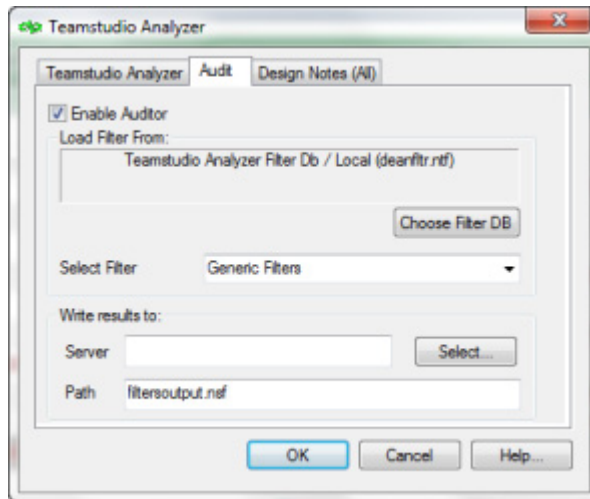 Teamstudio Analyzer
Teamstudio Analyzer Audit Design Notes (All)
Enable Auditor
Load Filter From:
Teamstudio Analyzer Filter Db / Local (deanfltr.ntf)
Choose Filter DB
Select Filter Generic Filters
Write results to:
Server Select...
Path filtersoutput.nsf
OK Cancel Help...